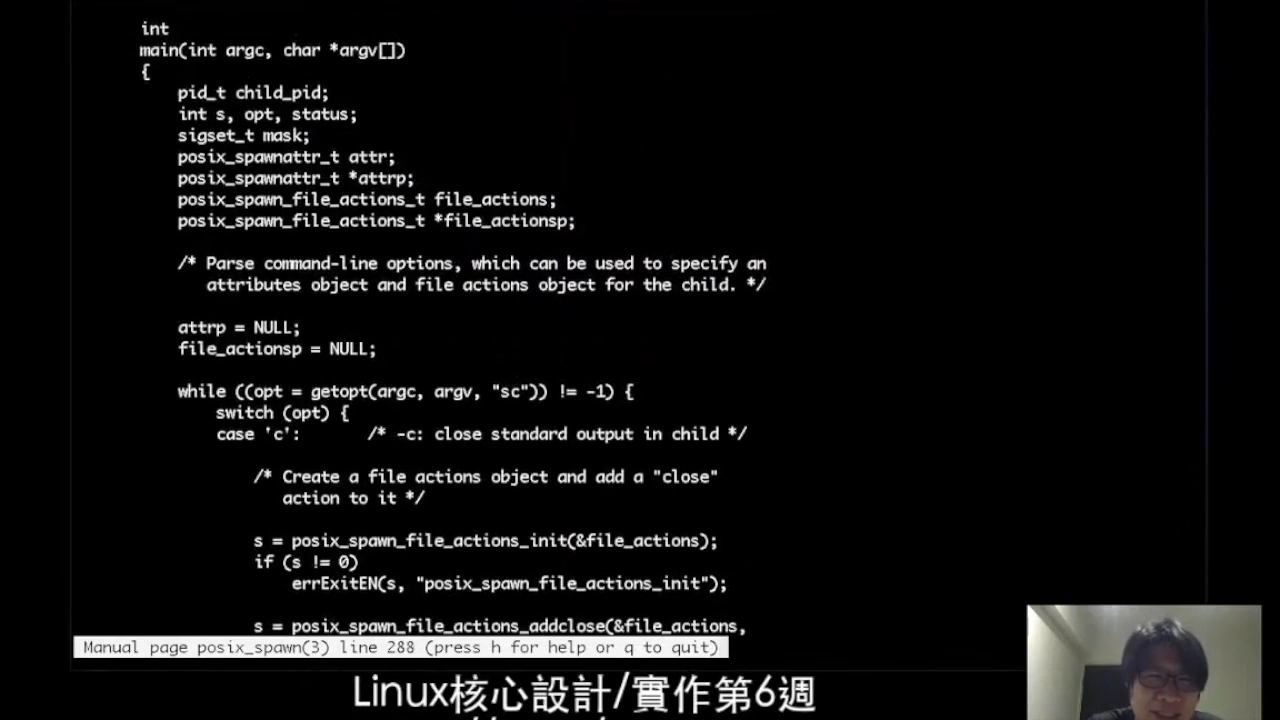 int
main(int argc, char *argv[])
{
pid_t child_pid;
int s, opt, status;
sigset_t mask;
posix_spawnattr_t attr;
posix_spawnattr_t *attrp;
posix_spawn_file_actions_t file_actions;
posix_spawn_file_actions_t *file_actionsp;
/* Parse command-line options, which can be used to specify an
attributes object and file actions object for the child. */
attrp = NULL;
file_actionsp = NULL;
while ((opt = getopt(argc, argv, "sc")) != -1) {
switch (opt) {
case 'c':       /* -c: close standard output in child */
/* Create a file actions object and add a "close"
action to it */
s = posix_spawn_file_actions_init(&file_actions);
if (s != 0)
errExitEN(s, "posix_spawn_file_actions_init");
s = posix_spawn_file_actions_addclose(&file_actions,
Manual page posix_spawn(3) line 288 (press h for help or q to quit)
Linux核心設計/實作第6週